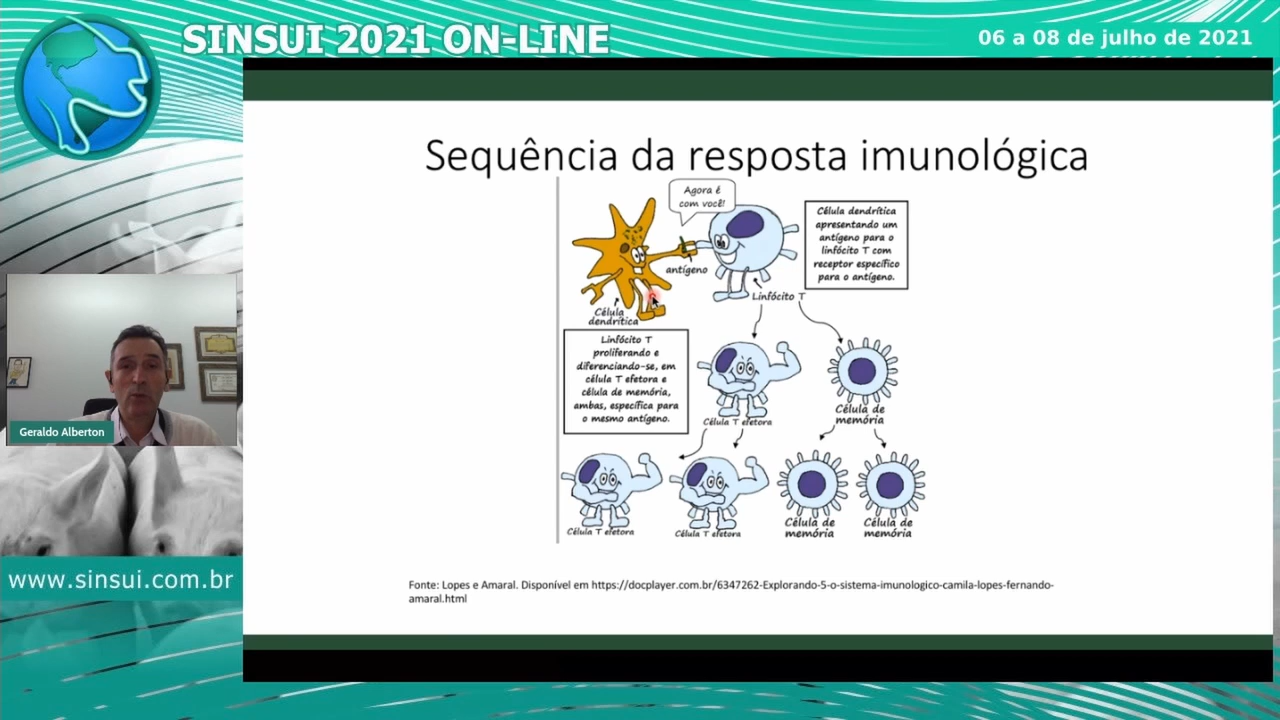 SINSUI 2021 ON-LINE
06 a 08 de julho de 2021
Sequência da resposta imunológica
Agora é
com você!
antígeno
Célula
dendrítica
Linfócito T
Célula dendrítica
apresentando um
antígeno para o
linfócito T com
receptor específico
para o antígeno.
Linfócito T
proliferando e
diferenciando-se, em
célula T efetora e
célula de memória,
ambas, específica para
o mesmo antígeno.
Célula T efetora
Célula de
memória
Célula T efetora
Célula T efetora
Célula de
memória
Célula de
memória
Fonte: Lopes e Amaral. Disponível em https://docplayer.com.br/6347262-Explorando-5-o-sistema-imunologico-camila-lopes-fernando-
amaral.html
Geraldo Alberton
www.sinsui.com.br